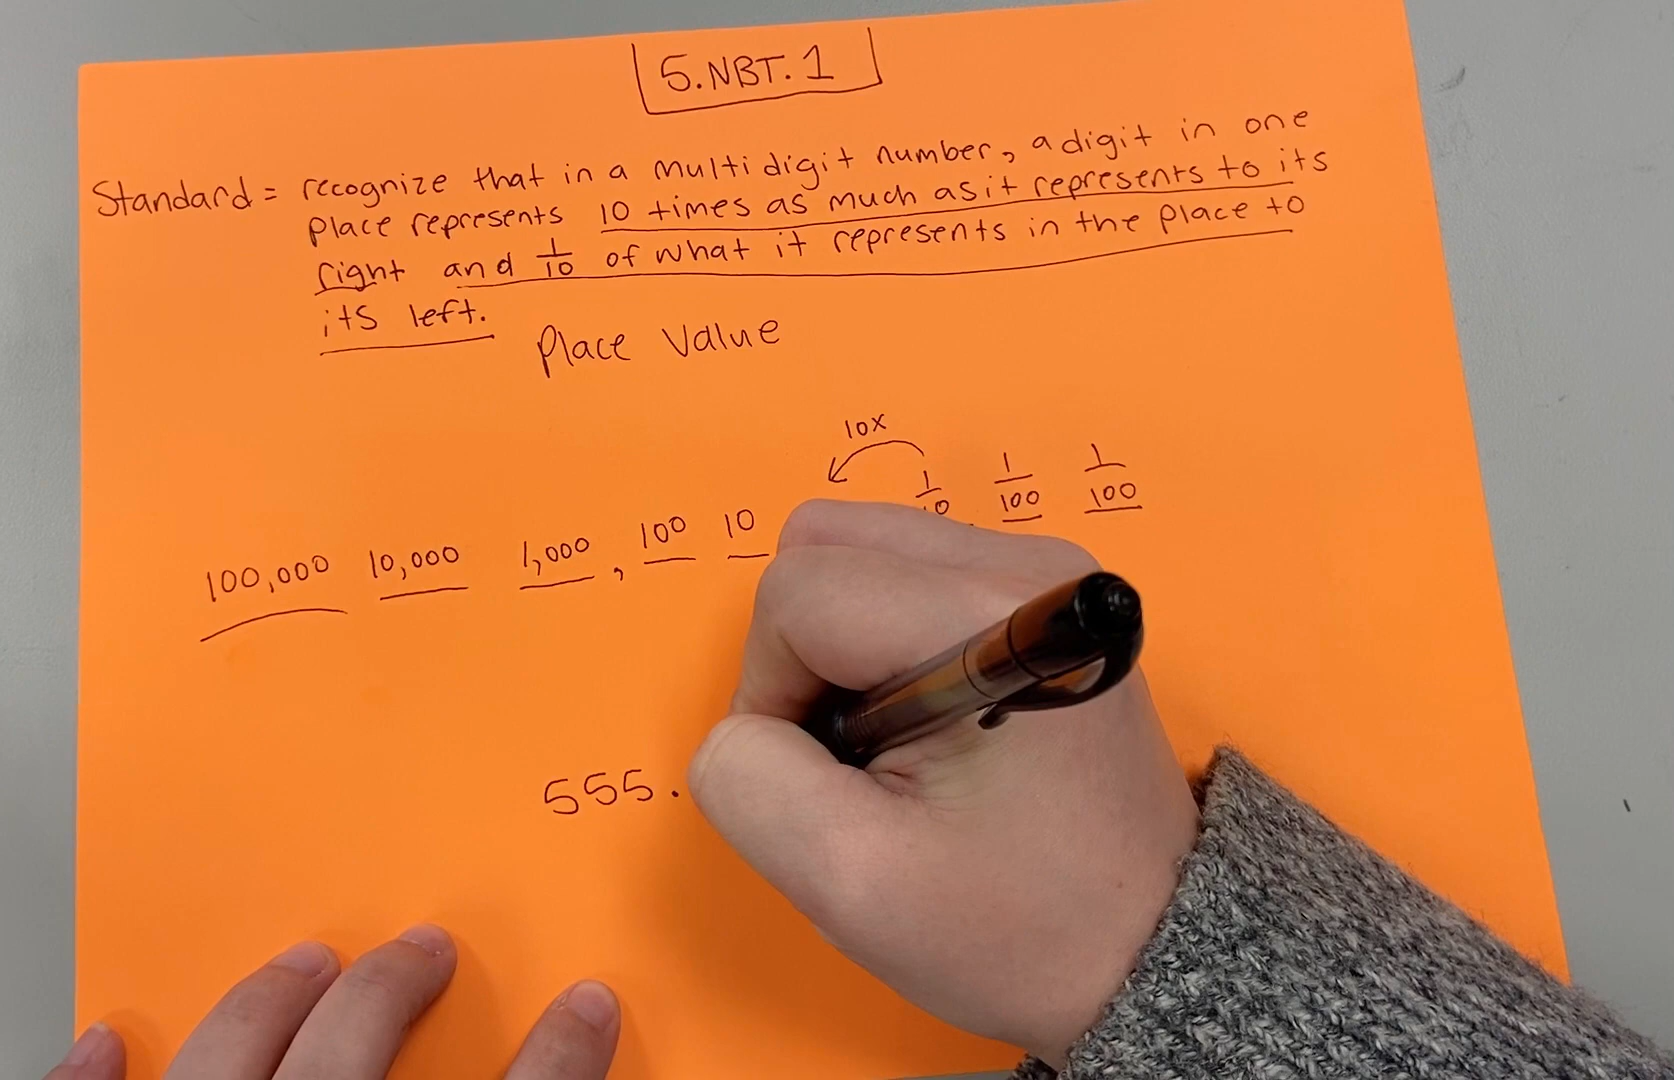 5.NBT.1
Standard = recognize that in a multi digit number, a digit in one
place represents 10 times as much as it represents to its
right and 1/10 of what it represents in the place to
its left.
Place Value
10x
100,000 10,000 1,000, 100 10 1/10 1/100 1/100
555.